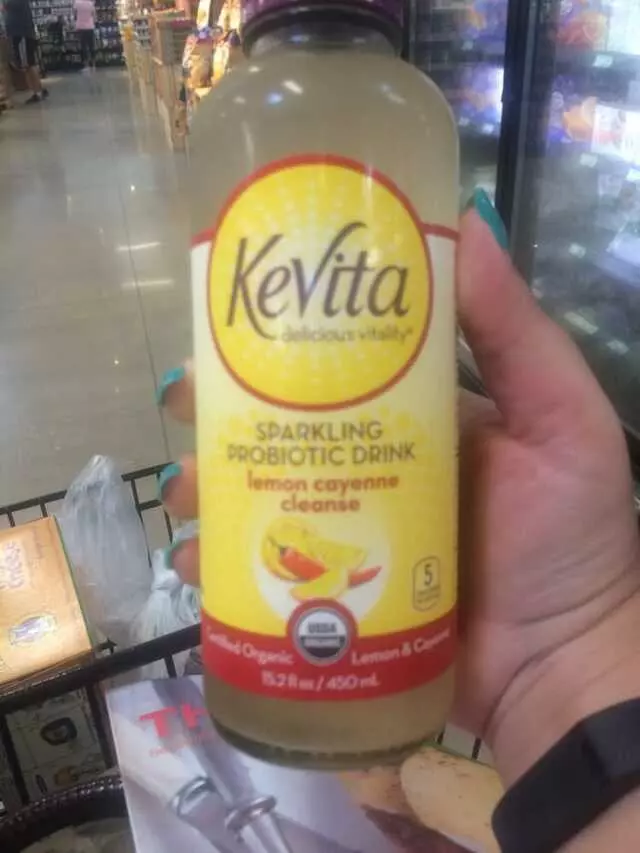 KeVita
delicious vitality
SPARKLING
PROBIOTIC DRINK
lemon cayenne
cleanse
5
USDA
ORGANIC
Certified Organic
Lemon &
15.2 fl oz / 450 mL